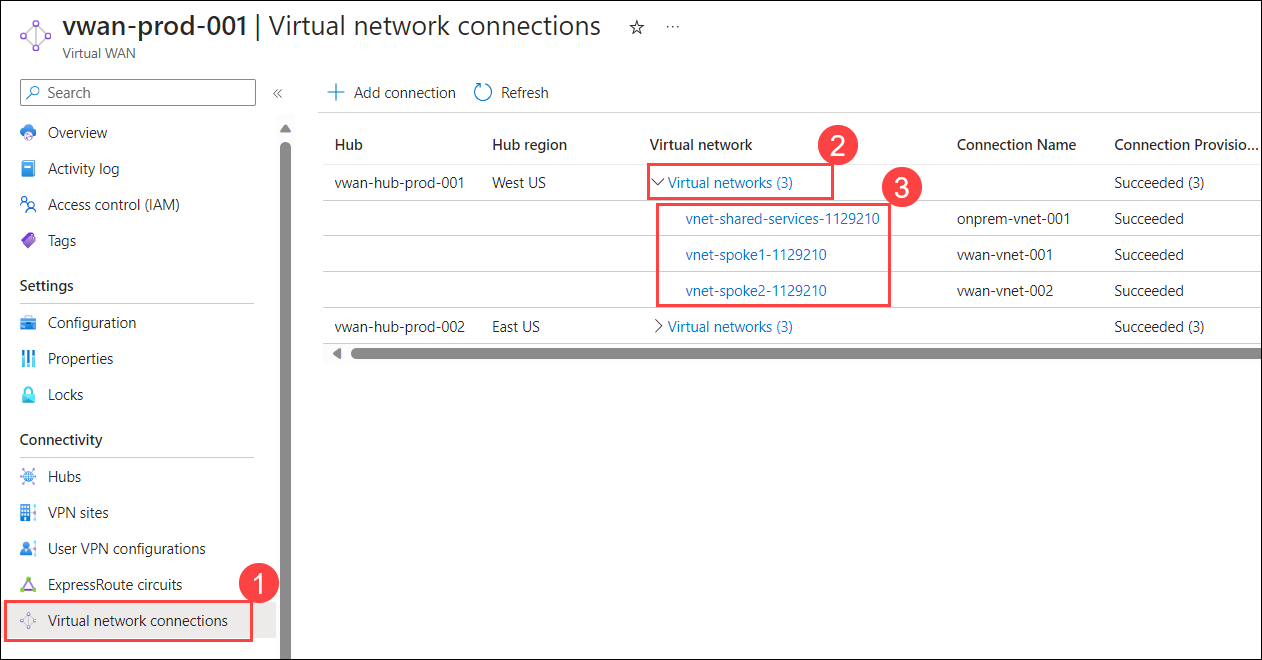 vwan-prod-001 | Virtual network connections ☆ ...
Virtual WAN
Search «
Overview
Activity log
Access control (IAM)
Tags
Settings
Configuration
Properties
Locks
Connectivity
Hubs
VPN sites
User VPN configurations
ExpressRoute circuits
1
Virtual network connections
+ Add connection Refresh
Hub Hub region Virtual network 2 Connection Name Connection Provisio...
vwan-hub-prod-001 West US Virtual networks (3) Succeeded (3)
3
vnet-shared-services-1129210 onprem-vnet-001 Succeeded
vnet-spoke1-1129210 vwan-vnet-001 Succeeded
vnet-spoke2-1129210 vwan-vnet-002 Succeeded
vwan-hub-prod-002 East US Virtual networks (3) Succeeded (3)